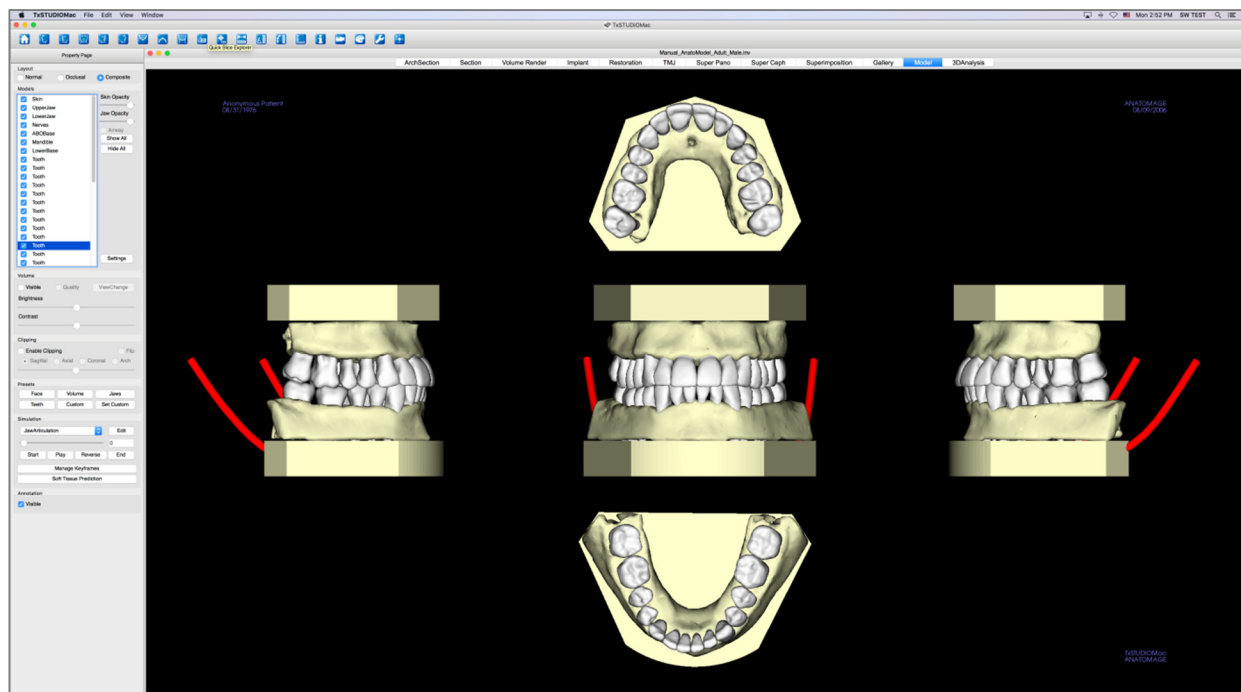 TxSTUDIOMac File Edit View Window
Mon 2:52 PM SW TEST
TxSTUDIOMac
Quick Slice Explorer
Property Page
Manual_AnatoModel_Adult_Male.inv
ArchSection Section Volume Render Implant Restoration TMJ Super Pano Super Ceph Superimposition Gallery Model 3DAnalysis
Layout
Normal Occlusal Composite
Models
Skin
UpperJaw
LowerJaw
Nerves
ABOBase
Mandible
LowerBase
Tooth
Tooth
Tooth
Tooth
Tooth
Tooth
Tooth
Tooth
Tooth
Tooth
Tooth
Tooth
Tooth
Skin Opacity
Jaw Opacity
Airway
Show All
Hide All
Settings
Volume
Visible Quality ViewChange
Brightness
Contrast
Clipping
Enable Clipping Flip
Sagittal Axial Coronal Arch
Presets
Face Volume Jaws
Teeth Custom Set Custom
Simulation
JawArticulation Edit
0
Start Play Reverse End
Manage Keyframes
Soft Tissue Prediction
Annotation
Visible
Anonymous Patient
08/31/1976
ANATOMAGE
08/09/2006
TxSTUDIOMac
ANATOMAGE